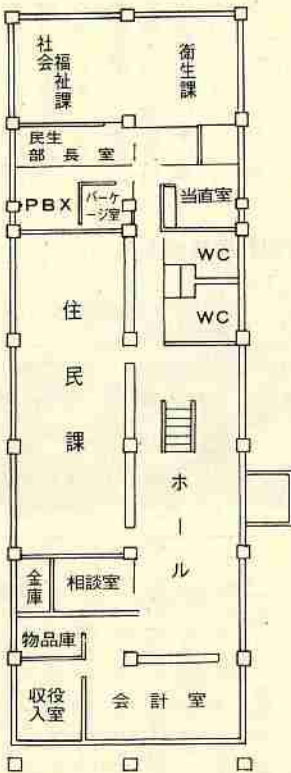 社会
福祉課
衛生課
民生
部長室
PBX
パーケ
ージ室
当直室
WC
WC
住民課
ホール
金庫
相談室
物品庫
収入
役室
会計室